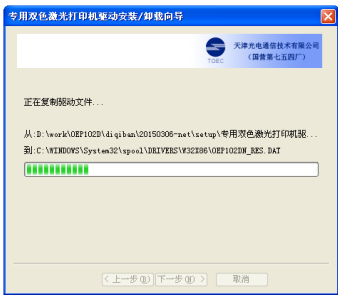 专用双色激光打印机驱动安装/卸载向导
TOEC
天津光电通信技术有限公司
(国营第七五四厂)
正在复制驱动文件...
从:D:\work\OEP102D\diqiban\20150306-net\setup\专用双色激光打印机驱...
到:C:\WINDOWS\System32\spool\DRIVERS\W32X86\OEP102DN_RES.DAT
<上一步(B) 下一步(N)> 取消